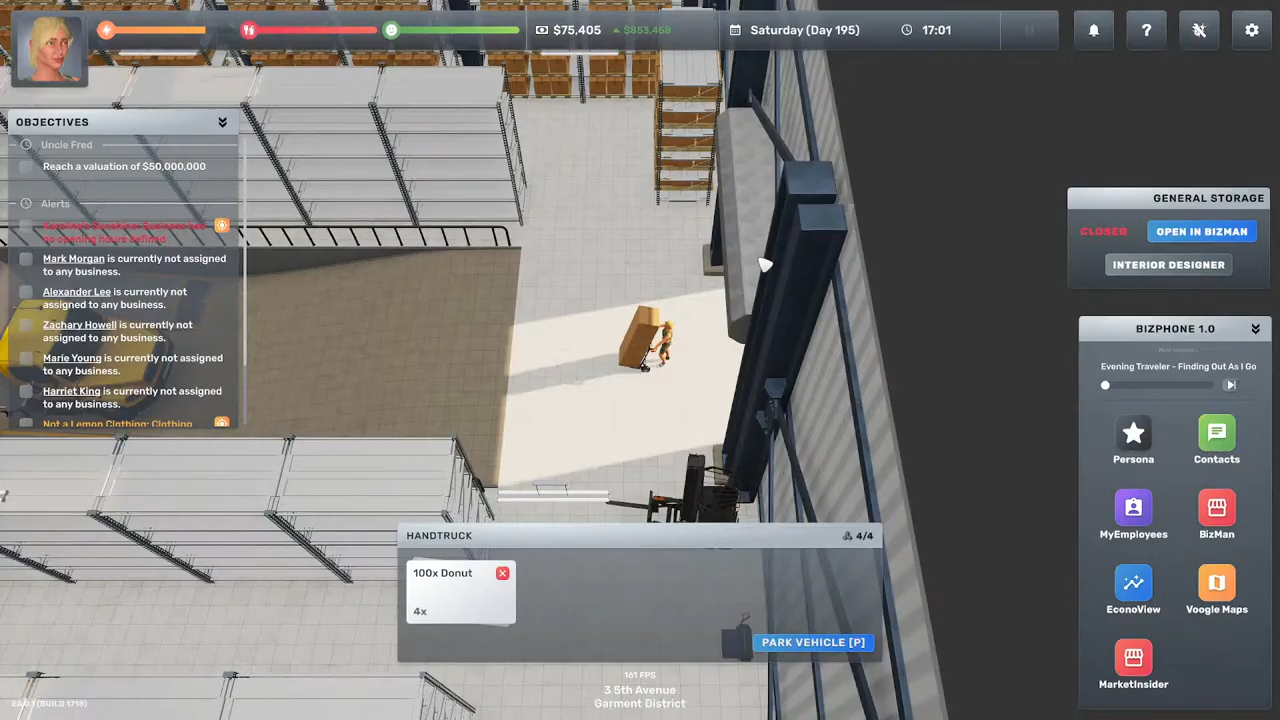 $75,405
$853,468
Saturday (Day 195)
17:01
?
OBJECTIVES
Uncle Fred
Reach a valuation of $50,000,000
Alerts
Mark Morgan is currently not assigned
to any business.
Alexander Lee is currently not
assigned to any business.
Zachary Howell is currently not
assigned to any business.
Marie Young is currently not assigned
to any business.
Harriet King is currently not assigned
to any business.
Not a Lemon Clothing: Clothing
GENERAL STORAGE
CLOSED
OPEN IN BIZMAN
INTERIOR DESIGNER
BIZPHONE 1.0
Evening Traveler - Finding Out As I Go
Persona
Contacts
MyEmployees
BizMan
EconoView
Voogle Maps
MarketInsider
HANDTRUCK
4/4
100x Donut
4x
PARK VEHICLE [P]
161 FPS
3 5th Avenue
Garment District
EA 0.1 (BUILD 1718)